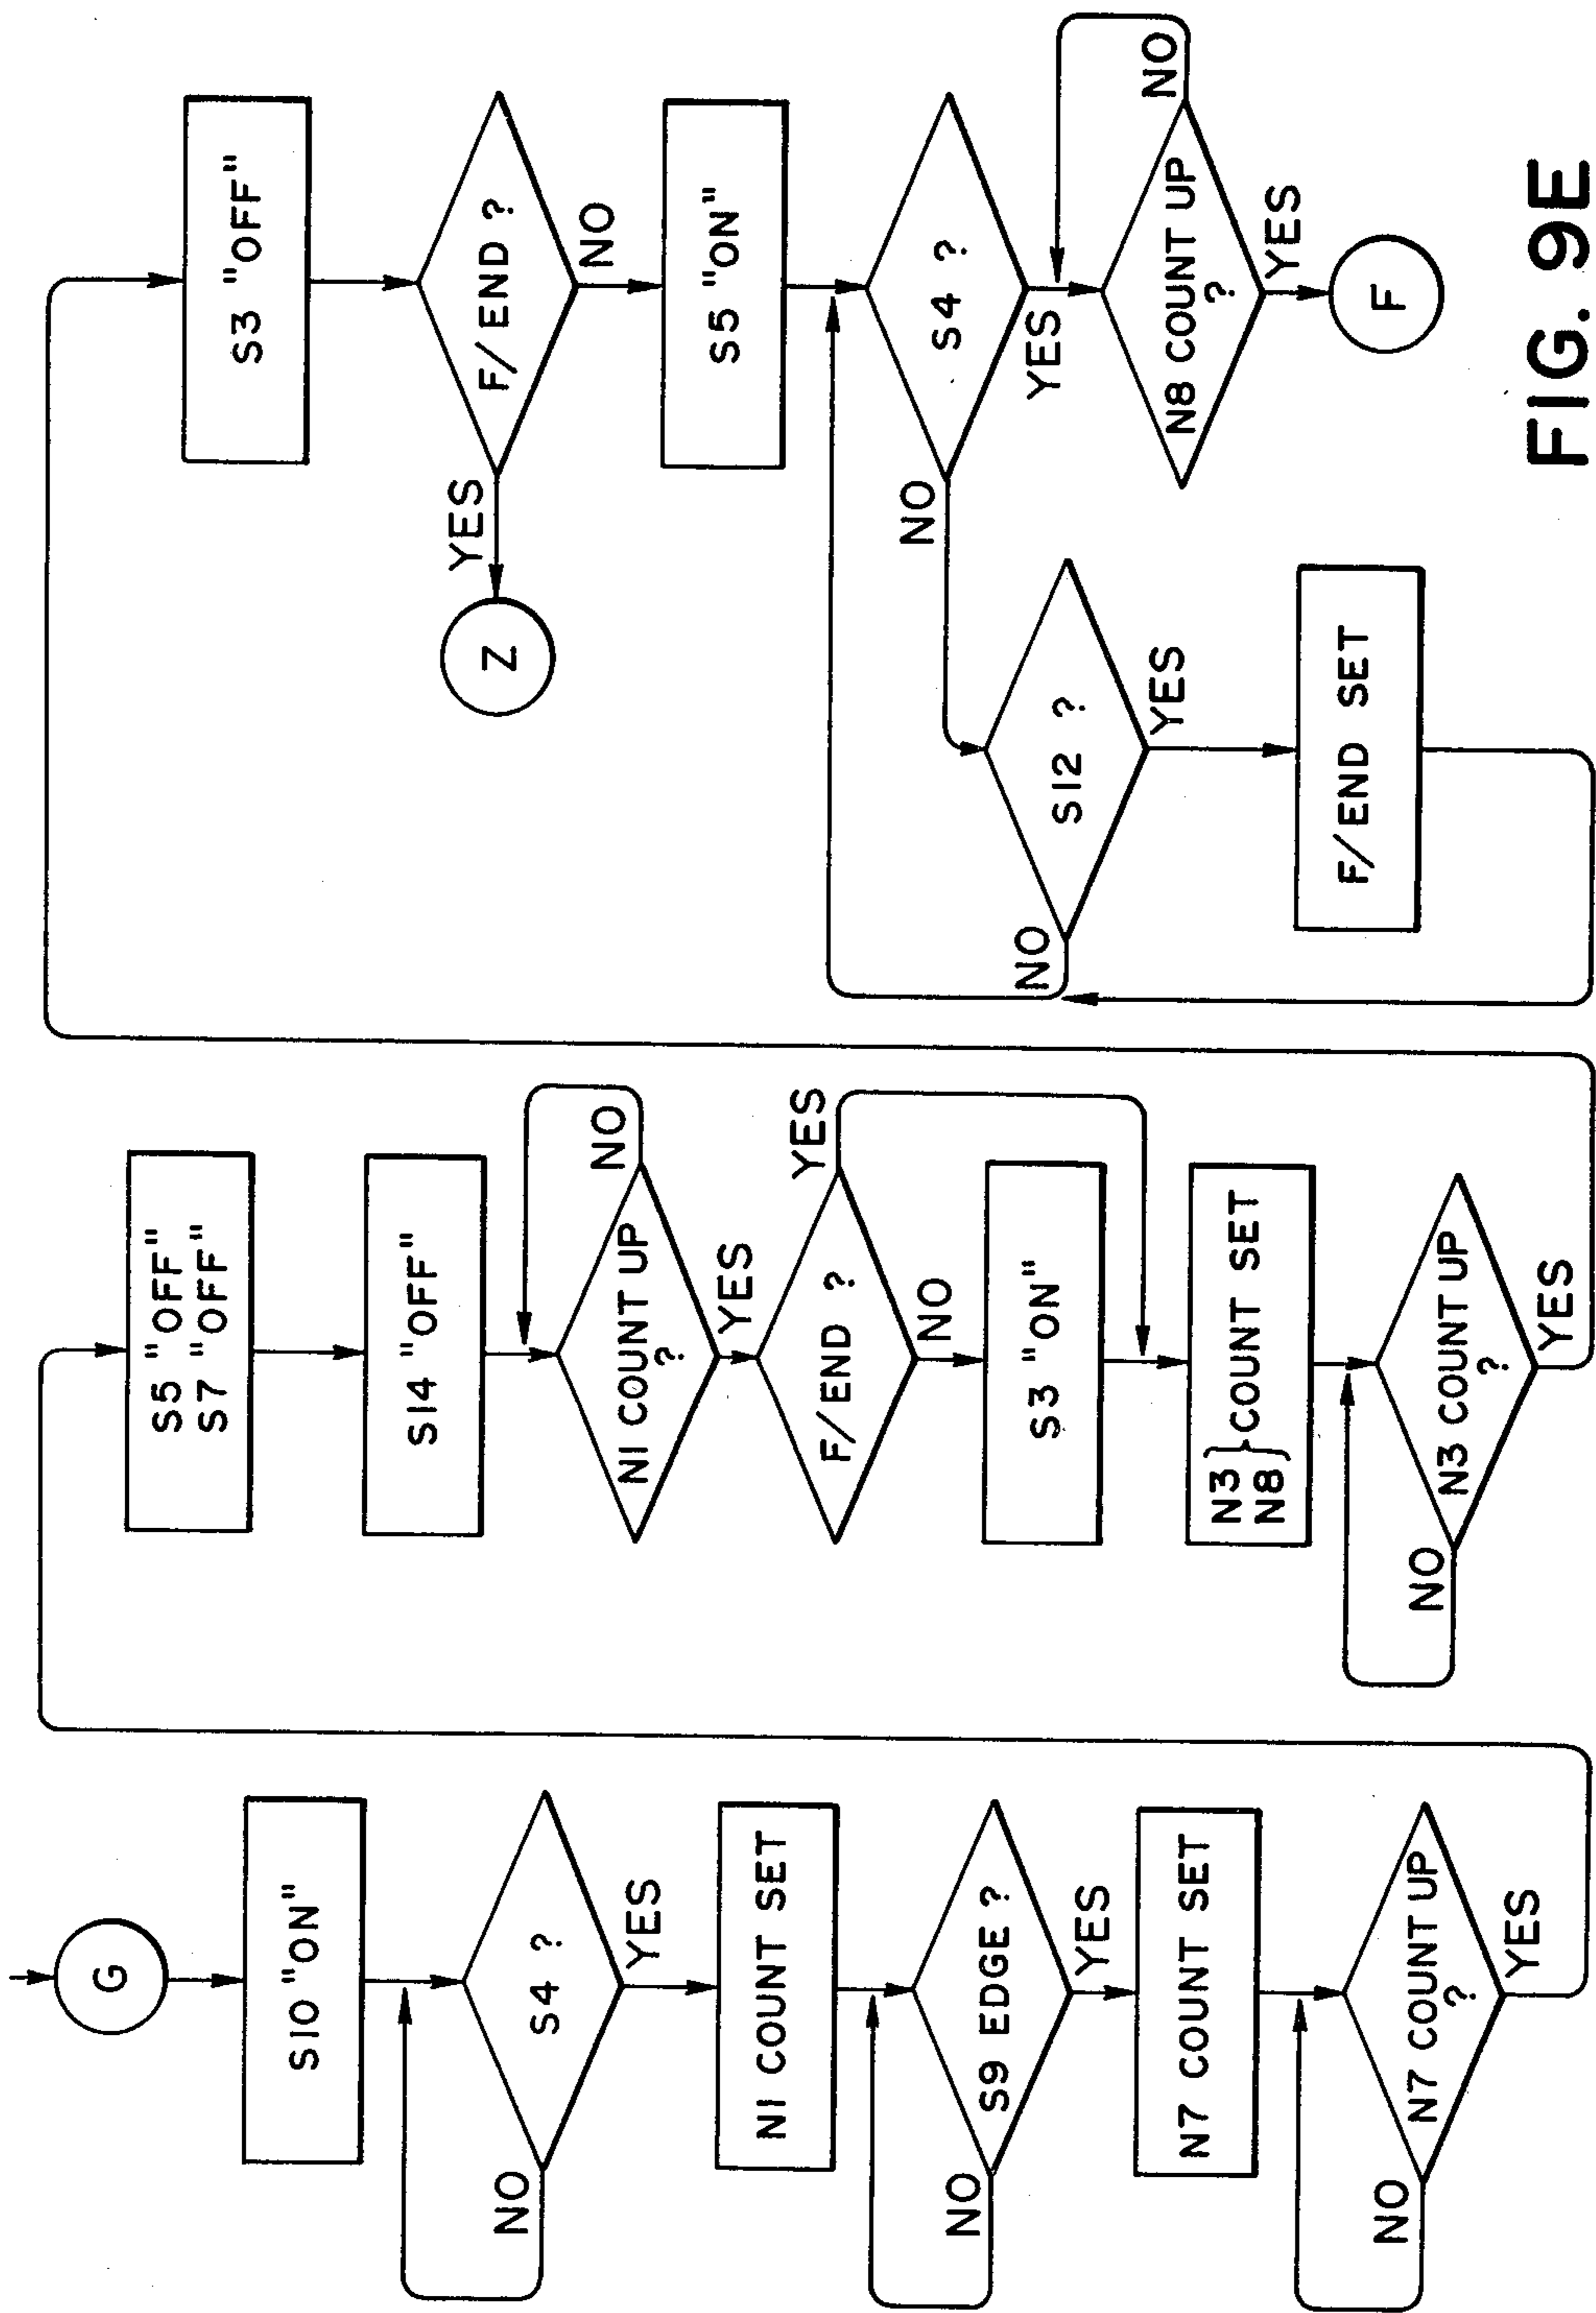 G
S10 "ON"
S4 ?
NO
YES
N1 COUNT SET
S9 EDGE ?
NO
YES
N7 COUNT SET
N7 COUNT UP
?
NO
YES
S5 "OFF"
S7 "OFF"
S14 "OFF"
N1 COUNT UP
?
NO
YES
F/END ?
YES
NO
S3 "ON"
N3
N8 } COUNT SET
N3 COUNT UP
?
NO
YES
S3 "OFF"
F/END ?
YES
Z
NO
S5 "ON"
S4 ?
NO
YES
S12 ?
NO
YES
F/END SET
N8 COUNT UP
?
NO
YES
F
FIG. 9E